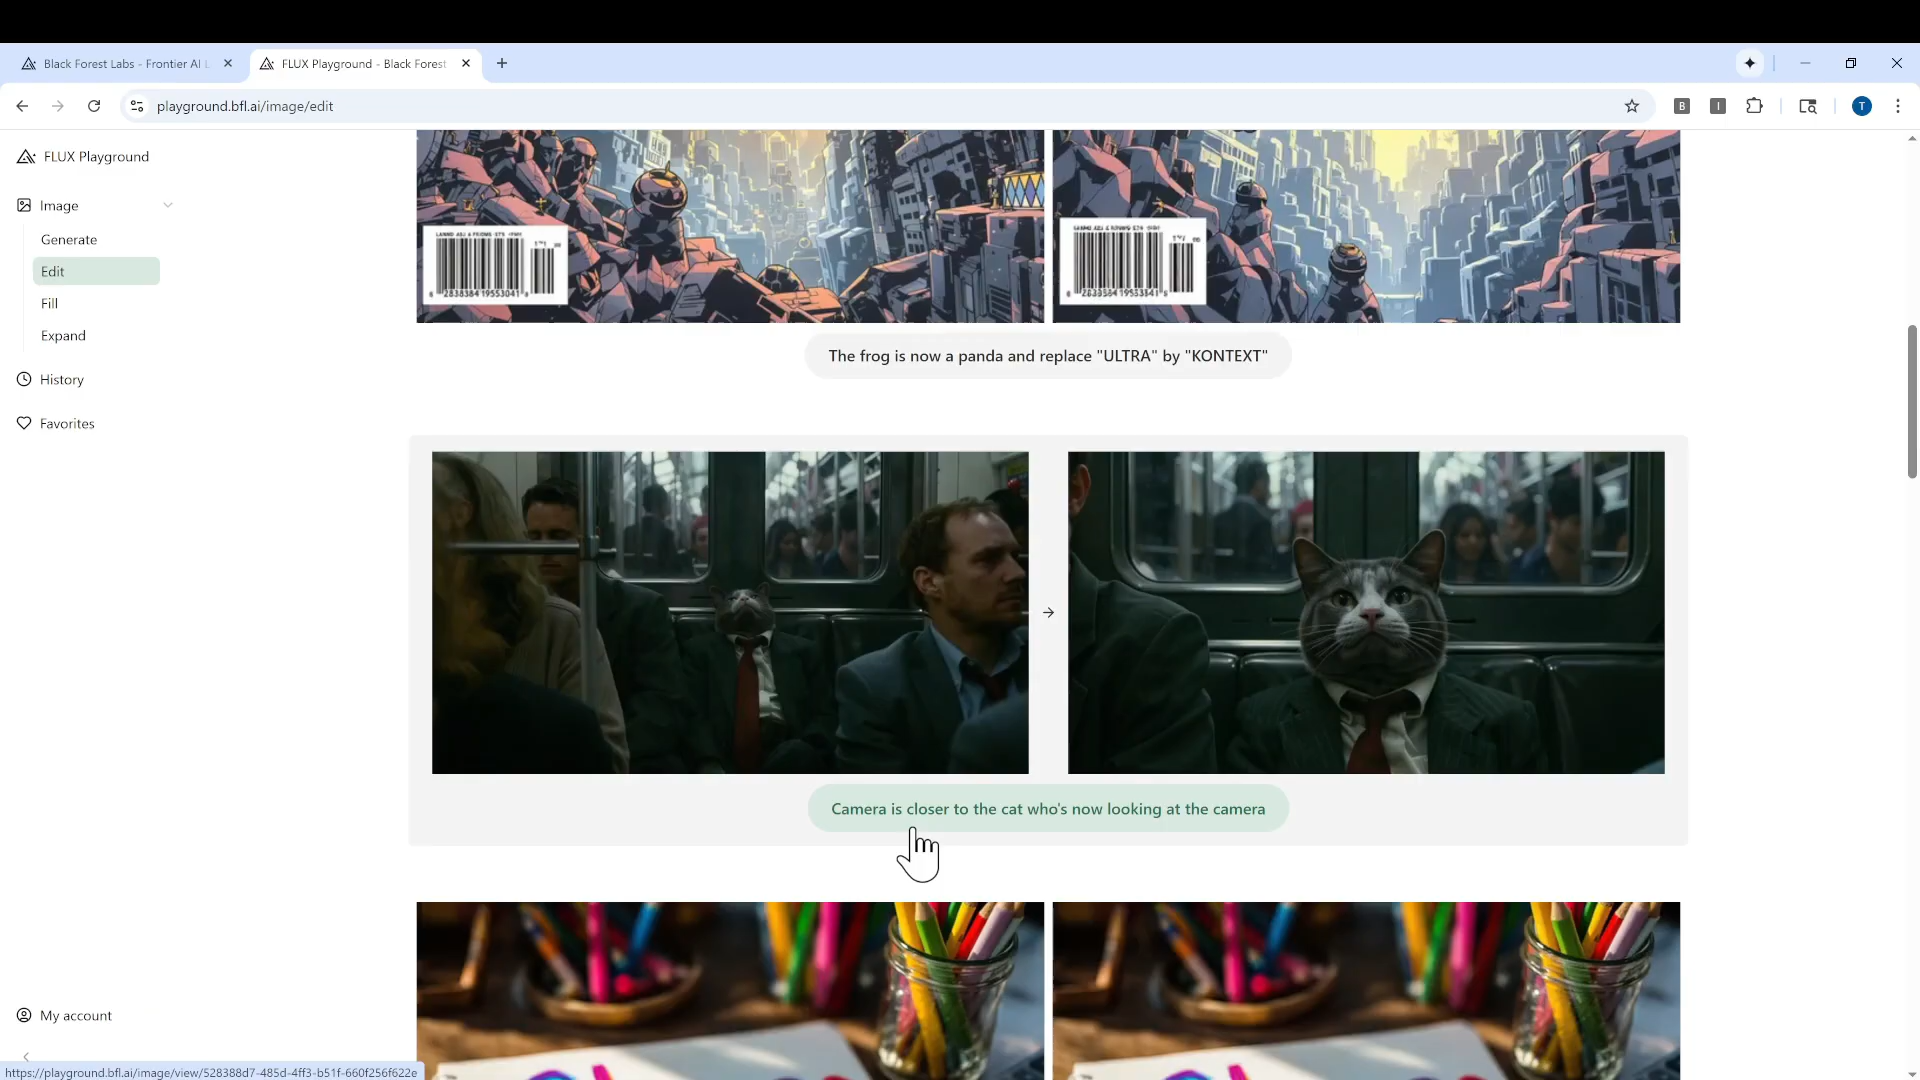 Black Forest Labs - Frontier AI L
FLUX Playground - Black Forest
playground.bfl.ai/image/edit
B
I
T
FLUX Playground
Image
Generate
Edit
Fill
Expand
History
Favorites
The frog is now a panda and replace "ULTRA" by "KONTEXT"
Camera is closer to the cat who's now looking at the camera
My account
https://playground.bfl.ai/image/view/528388d7-485d-4ff3-b51f-660f256f622e